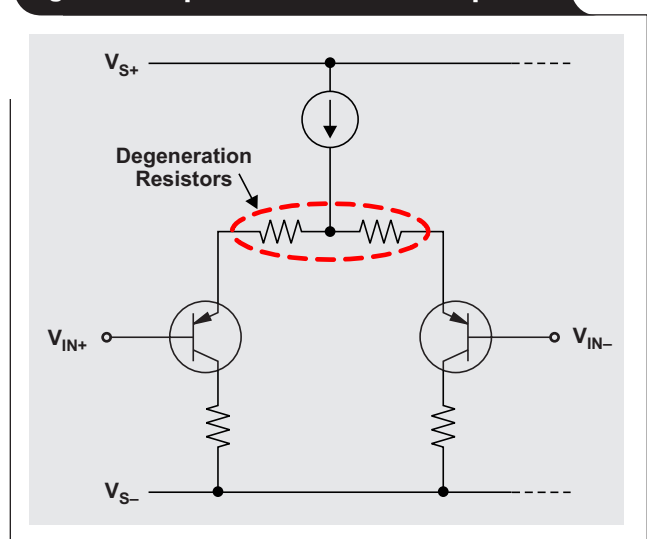 V_S+
Degeneration
Resistors
V_IN+
V_IN–
V_S–